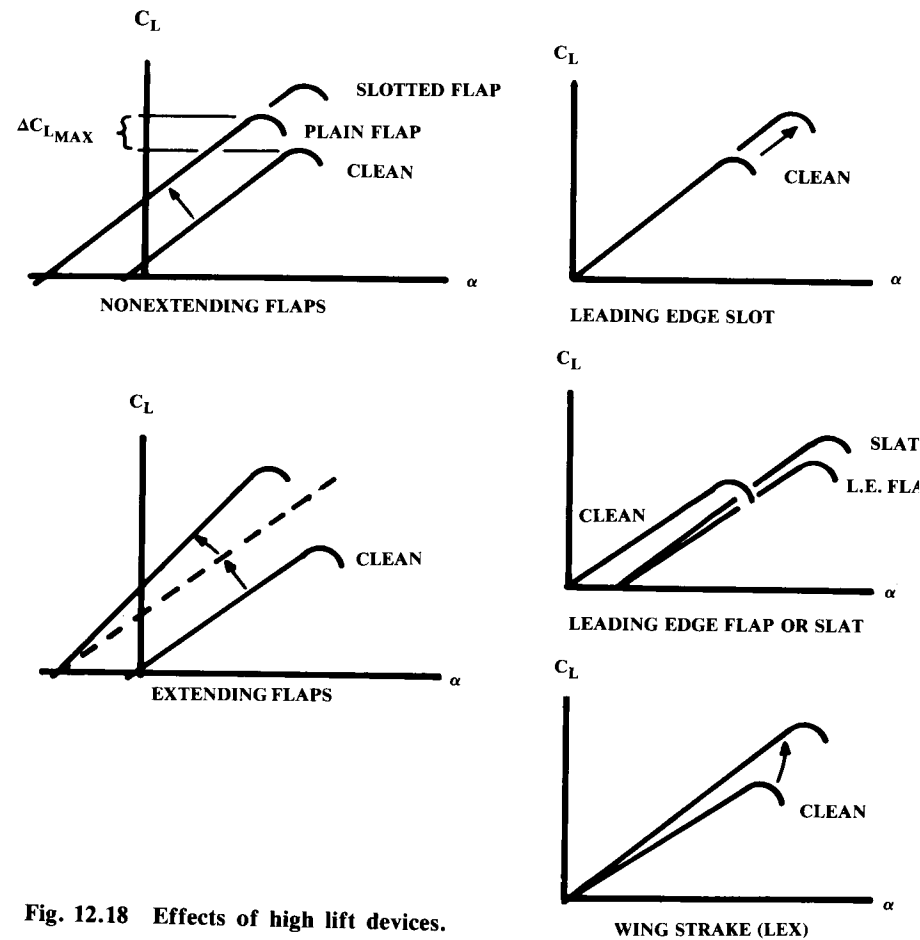 C_L
SLOTTED FLAP
ΔC_L_MAX
PLAIN FLAP
CLEAN
α
NONEXTENDING FLAPS
C_L
CLEAN
α
LEADING EDGE SLOT
C_L
CLEAN
α
EXTENDING FLAPS
C_L
SLAT
L.E. FLA
CLEAN
α
LEADING EDGE FLAP OR SLAT
C_L
CLEAN
α
WING STRAKE (LEX)
Fig. 12.18 Effects of high lift devices.